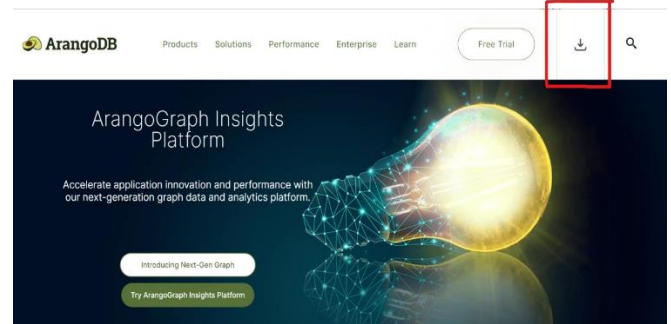 ArangoDB
Products Solutions Performance Enterprise Learn Free Trial
ArangoGraph Insights
Platform
Accelerate application innovation and performance with
our next-generation graph data and analytics platform.
Introducing Next-Gen Graph
Try ArangoGraph Insights Platform